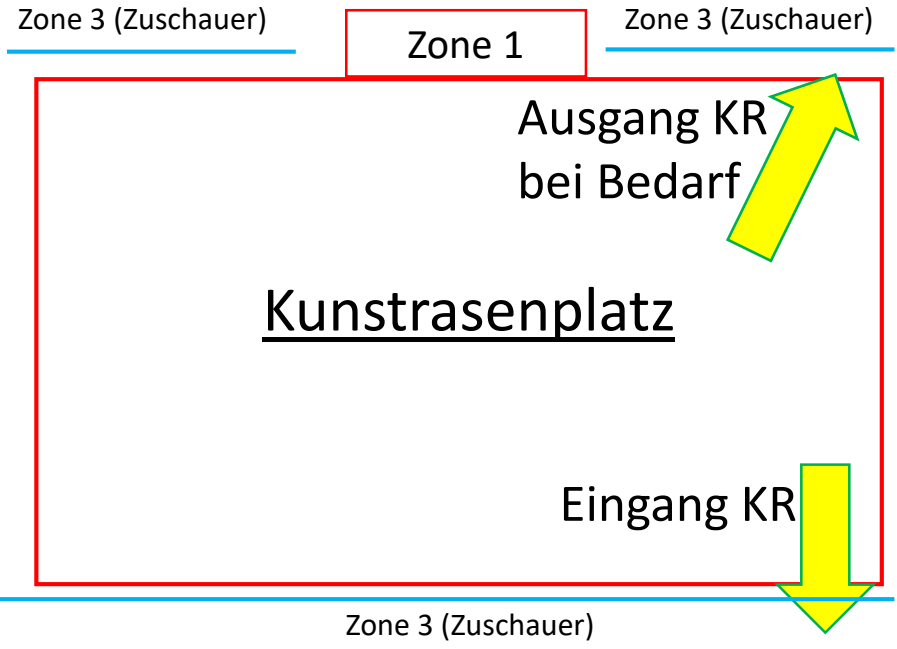 Zone 3 (Zuschauer)
Zone 1
Zone 3 (Zuschauer)
Ausgang KR
bei Bedarf
Kunstrasenplatz
Eingang KR
Zone 3 (Zuschauer)